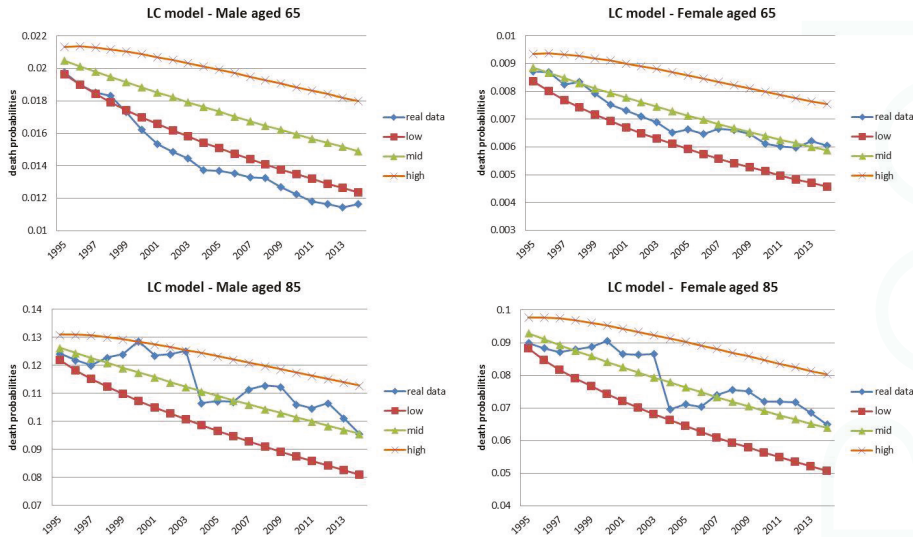 LC model - Male aged 65
death probabilities
0.022
0.02
0.018
0.016
0.014
0.012
0.01
1995
1997
1999
2001
2003
2005
2007
2009
2011
2013
real data
low
mid
high
LC model - Female aged 65
death probabilities
0.01
0.009
0.008
0.007
0.006
0.005
0.004
0.003
1995
1997
1999
2001
2003
2005
2007
2009
2011
2013
real data
low
mid
high
LC model - Male aged 85
death probabilities
0.14
0.13
0.12
0.11
0.1
0.09
0.08
0.07
1995
1997
1999
2001
2003
2005
2007
2009
2011
2013
real data
low
mid
high
LC model - Female aged 85
death probabilities
0.1
0.09
0.08
0.07
0.06
0.05
0.04
1995
1997
1999
2001
2003
2005
2007
2009
2011
2013
real data
low
mid
high